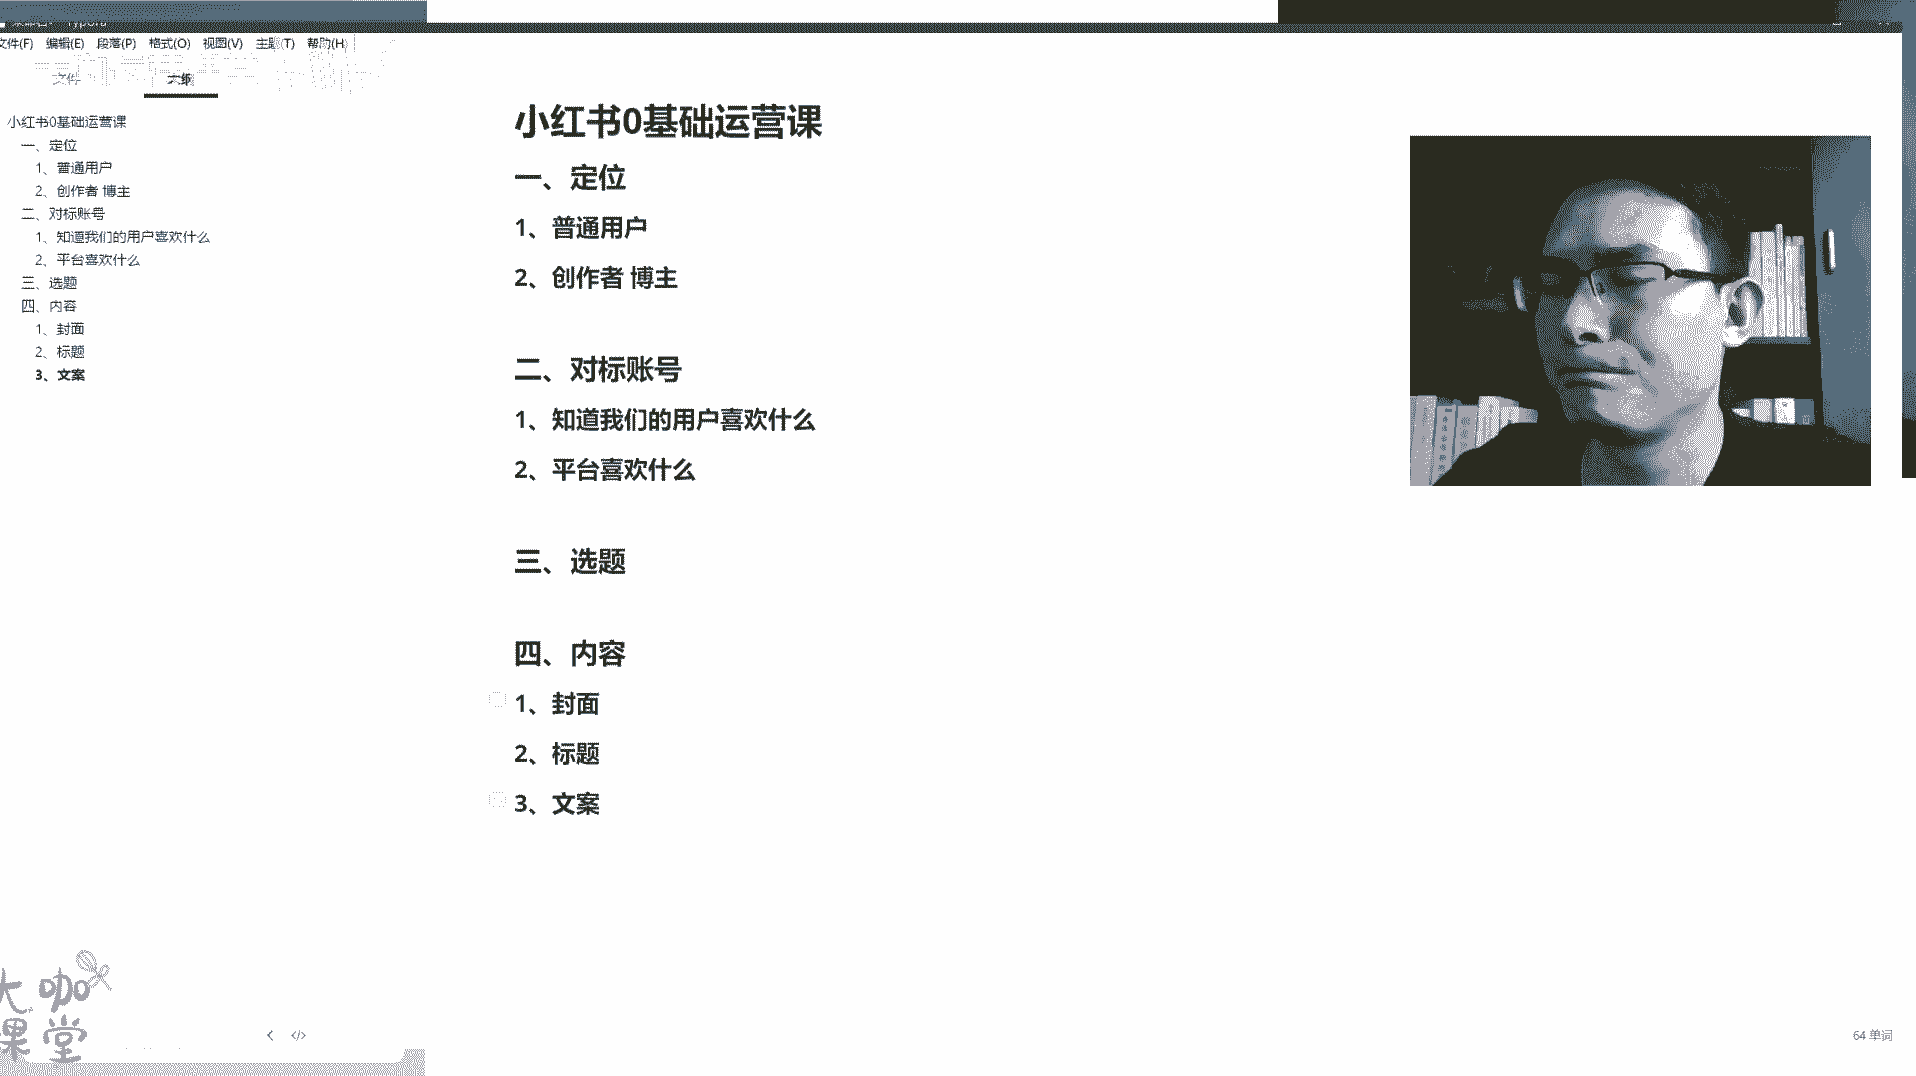 文件(F) 编辑(E) 段落(P) 格式(O) 视图(V) 主题(T) 帮助(H)
文件 大纲
小红书0基础运营课
一、定位
1、普通用户
2、创作者 博主
二、对标账号
1、知道我们的用户喜欢什么
2、平台喜欢什么
三、选题
四、内容
1、封面
2、标题
3、文案
小红书0基础运营课
一、定位
1、普通用户
2、创作者 博主
二、对标账号
1、知道我们的用户喜欢什么
2、平台喜欢什么
三、选题
四、内容
1、封面
2、标题
3、文案
大咖
课堂
</>
64 单词